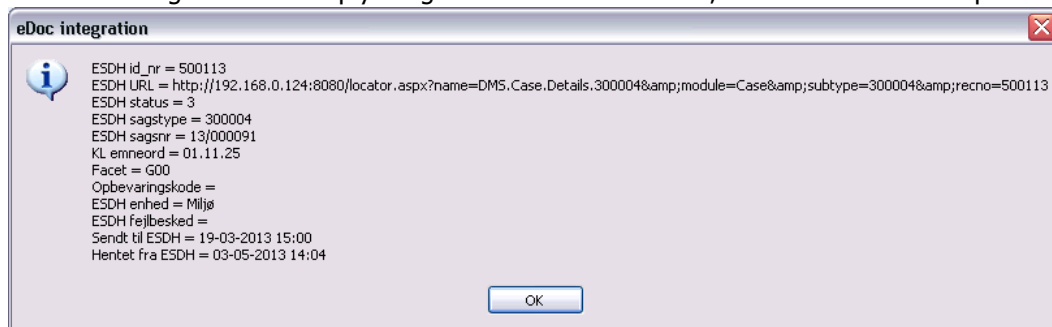 eDoc integration
ESDH id_nr = 500113
ESDH URL = http://192.168.0.124:8080/locator.aspx?name=DMS.Case.Details.300004&amp;module=Case&amp;subtype=300004&amp;recno=500113
ESDH status = 3
ESDH sagstype = 300004
ESDH sagsnr = 13/000091
KL emneord = 01.11.25
Facet = G00
Opbevaringskode =
ESDH enhed = Miljø
ESDH fejlbesked =
Sendt til ESDH = 19-03-2013 15:00
Hentet fra ESDH = 03-05-2013 14:04
OK